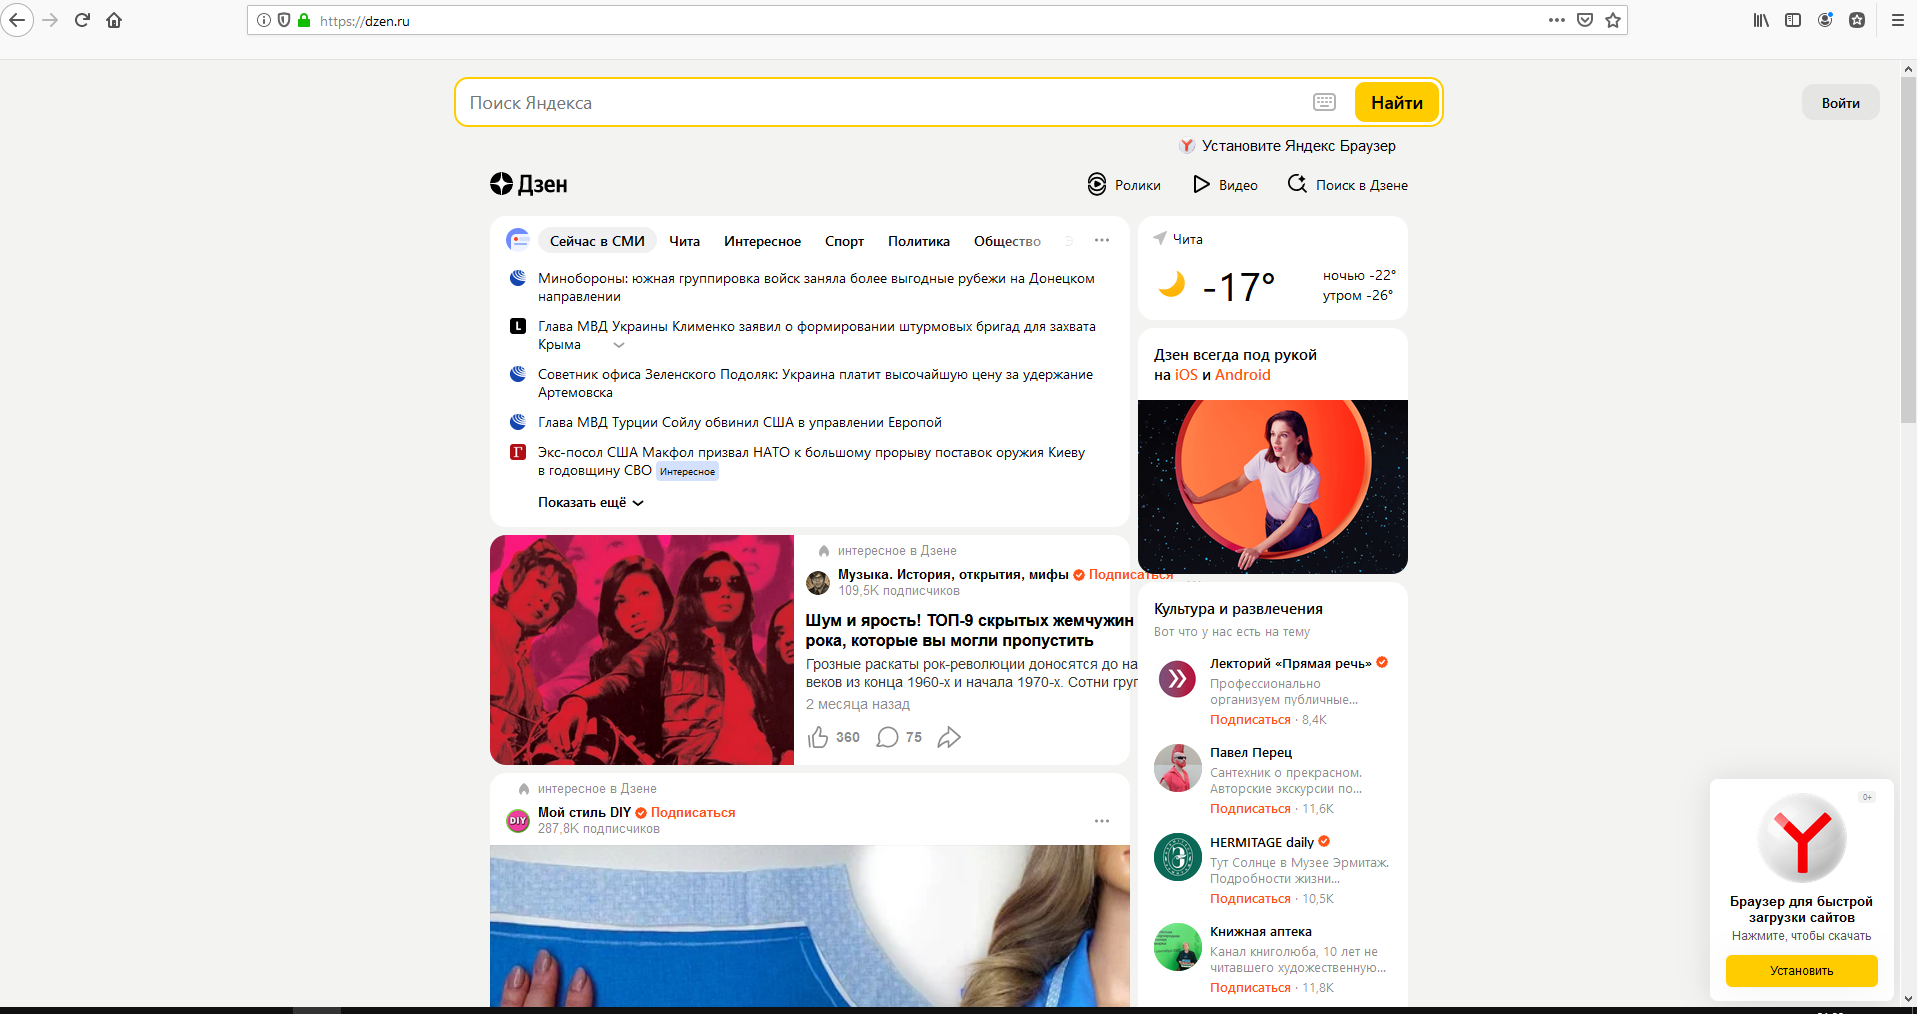 https://dzen.ru
Поиск Яндекса
Найти
Войти
Установите Яндекс Браузер
Дзен
Ролики
Видео
Поиск в Дзене
Сейчас в СМИ Чита Интересное Спорт Политика Общество Э
Минобороны: южная группировка войск заняла более выгодные рубежи на Донецком
направлении
L
Глава МВД Украины Клименко заявил о формировании штурмовых бригад для захвата
Крыма
Советник офиса Зеленского Подоляк: Украина платит высочайшую цену за удержание
Артемовска
Глава МВД Турции Сойлу обвинил США в управлении Европой
Г
Экс-посол США Макфол призвал НАТО к большому прорыву поставок оружия Киеву
в годовщину СВО Интересное
Показать ещё
Чита
-17°
ночью -22°
утром -26°
Дзен всегда под рукой
на iOS и Android
интересное в Дзене
Музыка. История, открытия, мифы Подписаться
109,5K подписчиков
Шум и ярость! ТОП-9 скрытых жемчужин
рока, которые вы могли пропустить
Грозные раскаты рок-революции доносятся до на
веков из конца 1960-х и начала 1970-х. Сотни груп
2 месяца назад
360
75
интересное в Дзене
DIY
Мой стиль DIY Подписаться
287,8K подписчиков
Культура и развлечения
Вот что у нас есть на тему
Лекторий «Прямая речь»
Профессионально
организуем публичные...
Подписаться · 8,4K
Павел Перец
Сантехник о прекрасном.
Авторские экскурсии по...
Подписаться · 11,6K
HERMITAGE daily
Тут Солнце в Музее Эрмитаж.
Подробности жизни...
Подписаться · 10,5K
Книжная аптека
Канал книголюба, 10 лет не
читавшего художественную...
Подписаться · 11,8K
0+
Браузер для быстрой
загрузки сайтов
Нажмите, чтобы скачать
Установить